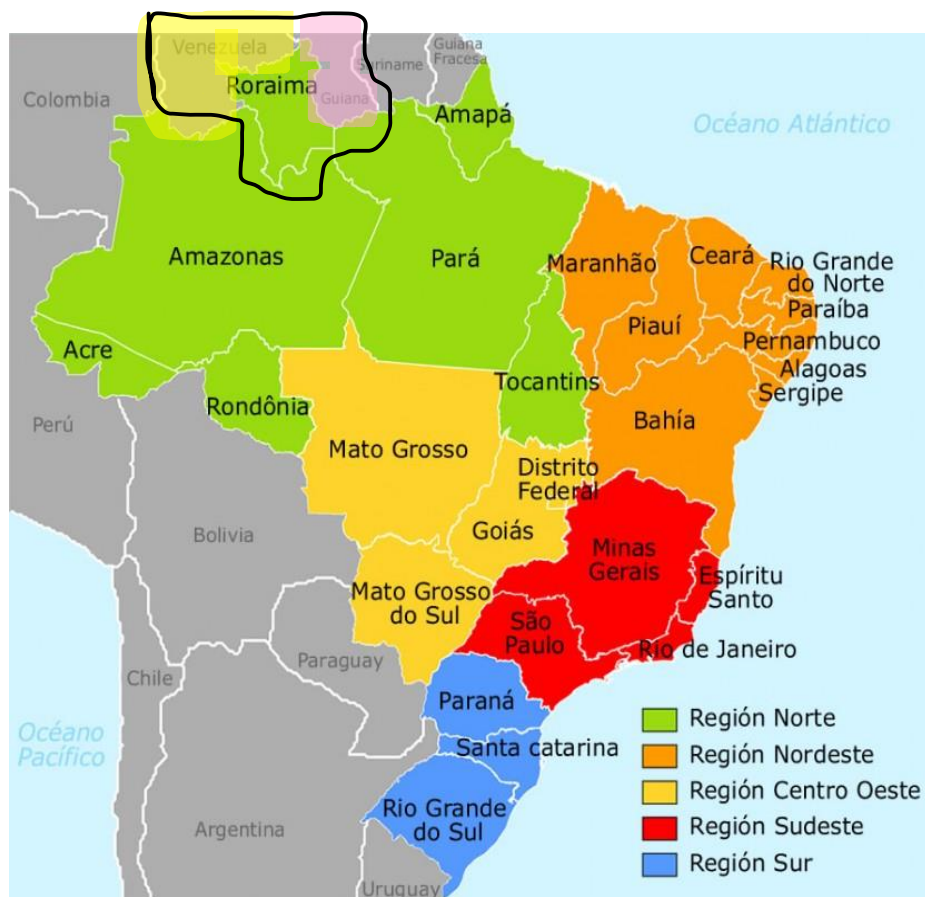 Venezuela
Guiana
Fracesa
Suriname
Colombia
Roraima
Guiana
Amapá
Océano Atlántico
Amazonas
Pará
Maranhão
Ceará
Rio Grande
do Norte
Paraíba
Piauí
Pernambuco
Acre
Alagoas
Tocantins
Sergipe
Rondônia
Perú
Bahía
Mato Grosso
Distrito
Federal
Goiás
Bolivia
Minas
Gerais
Espíritu
Santo
Mato Grosso
do Sul
São
Paulo
Rio de Janeiro
Paraguay
Chile
Paraná
Océano
Pacífico
Santa catarina
Rio Grande
do Sul
Argentina
Uruguay
Región Norte
Región Nordeste
Región Centro Oeste
Región Sudeste
Región Sur